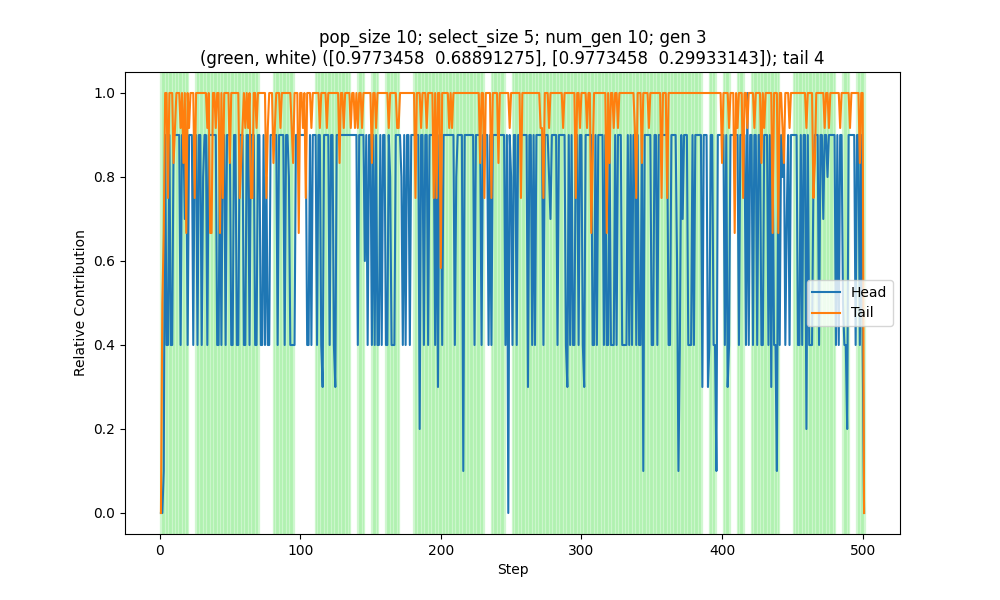 pop_size 10; select_size 5; num_gen 10; gen 3
(green, white) ([0.9773458  0.68891275], [0.9773458  0.29933143]); tail 4
Relative Contribution
1.0
0.8
0.6
0.4
0.2
0.0
Head
Tail
0 100 200 300 400 500
Step